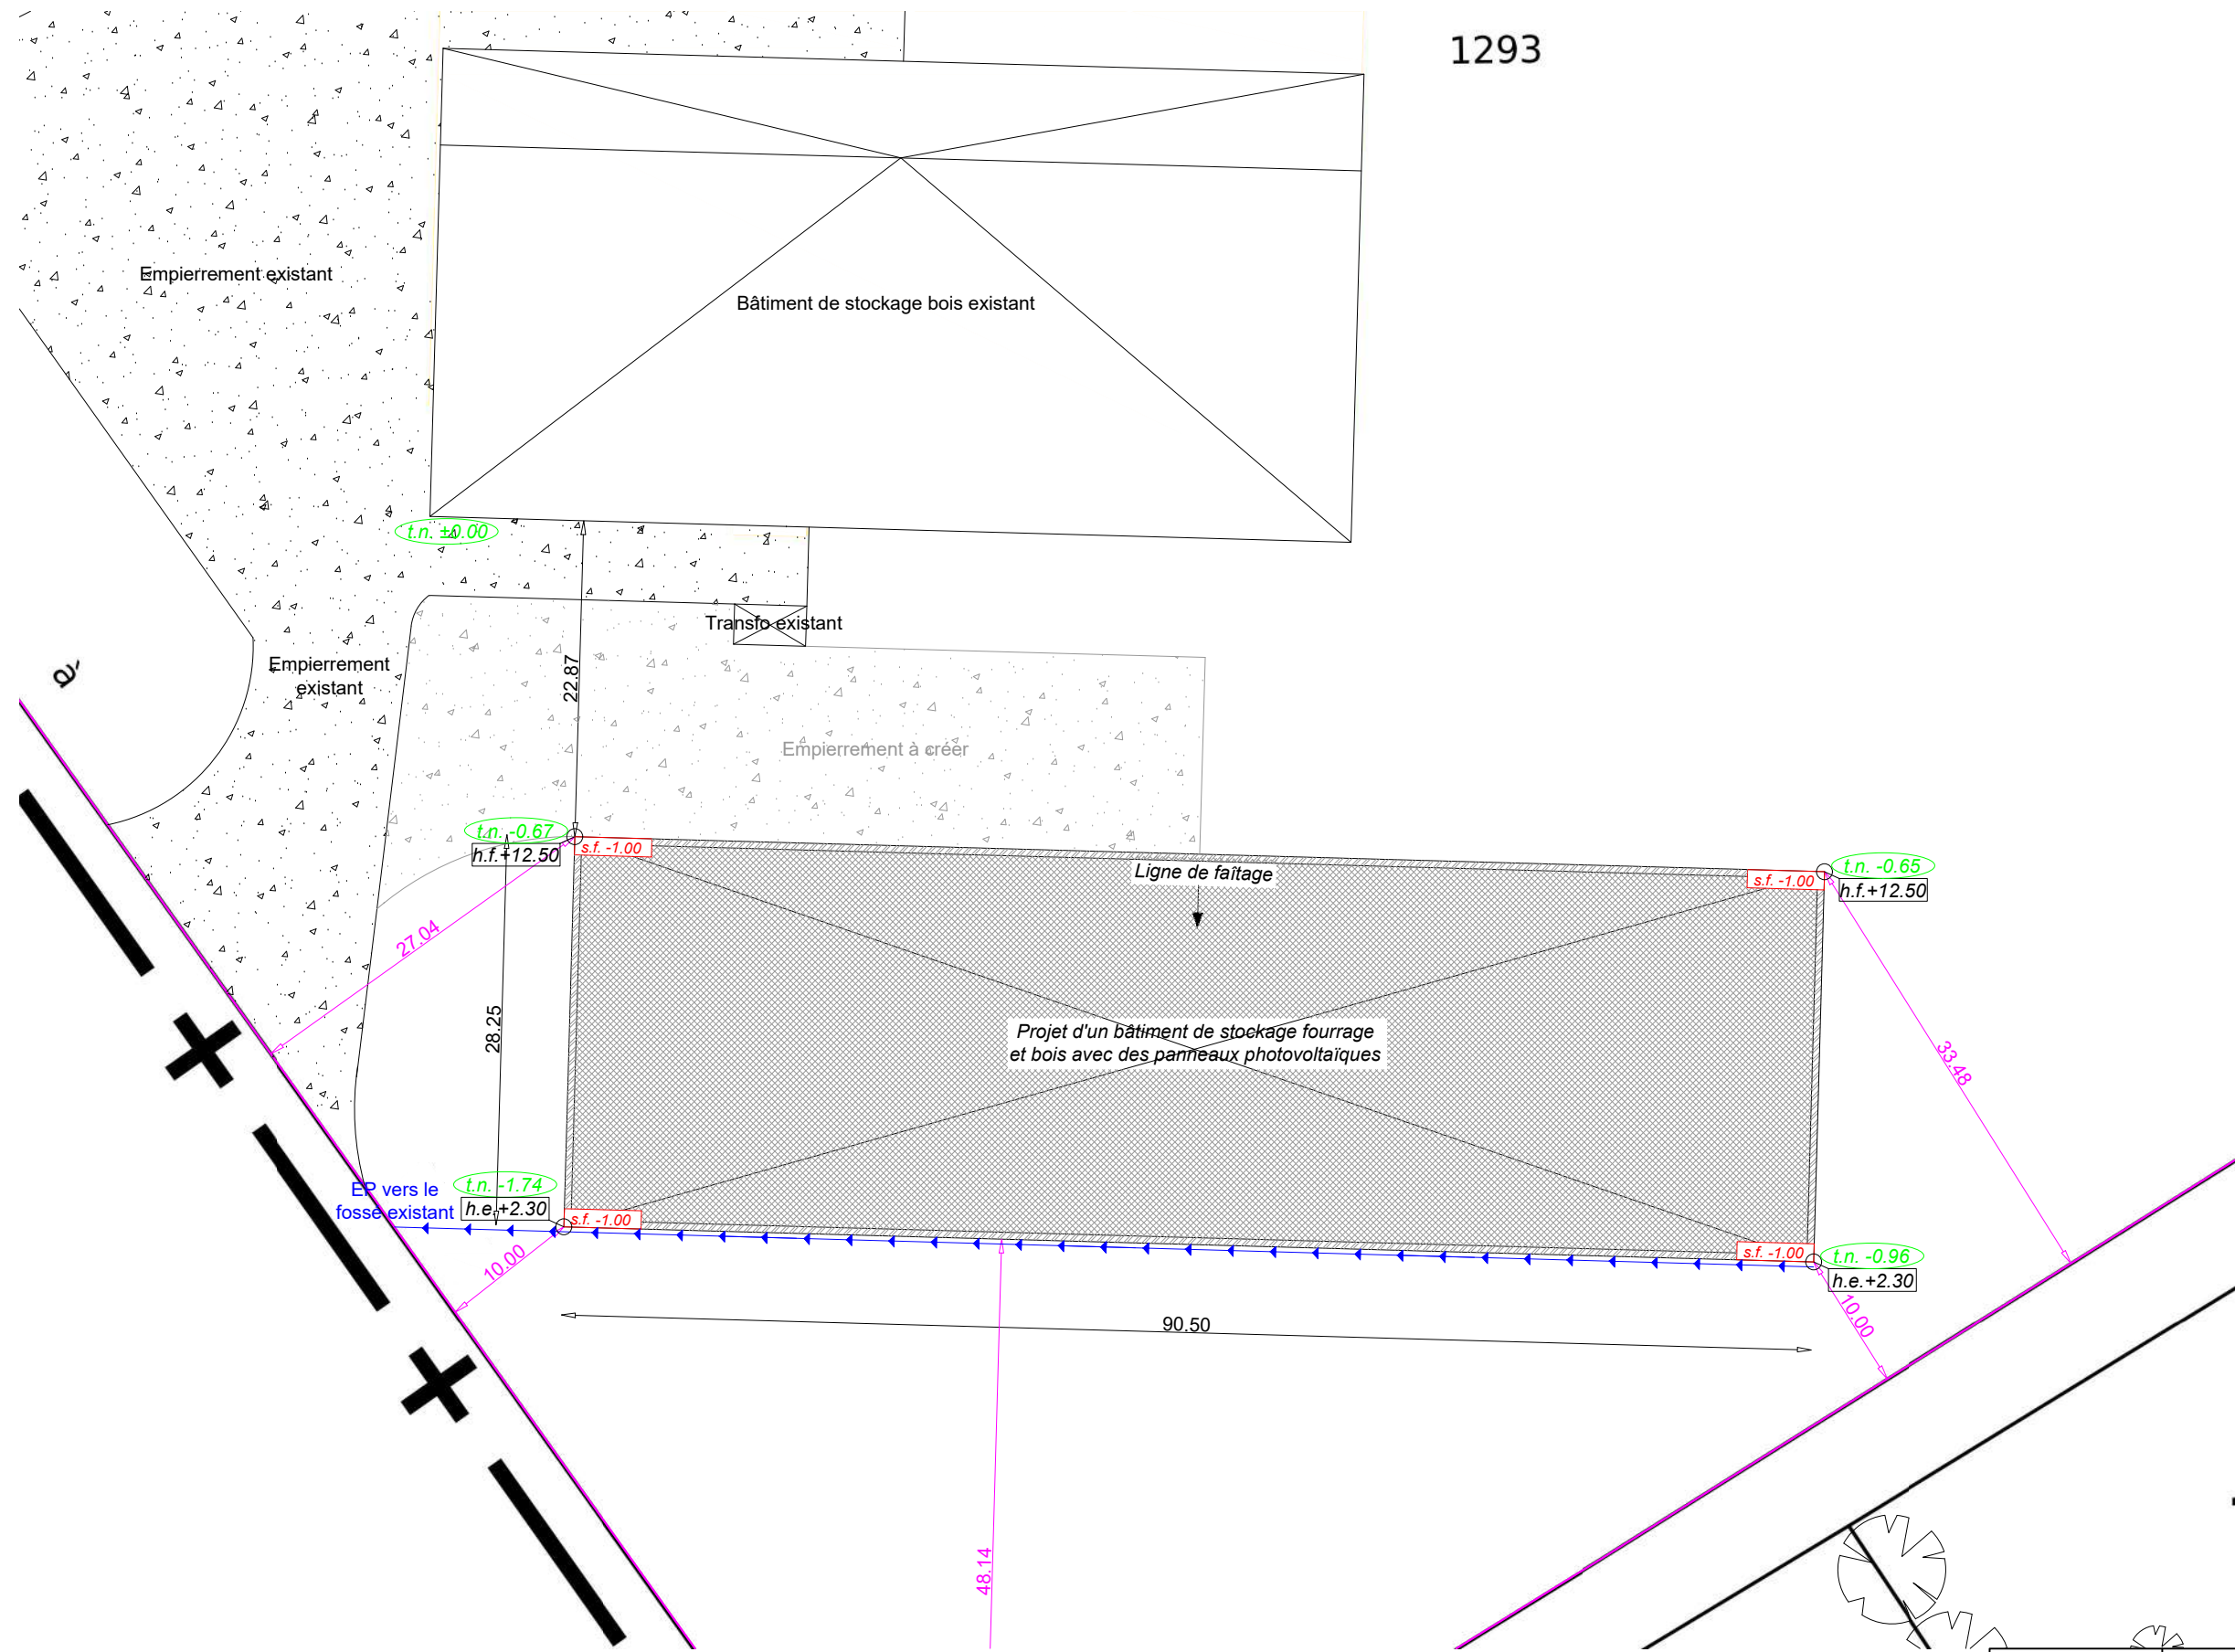 1293
Empierrement existant
Bâtiment de stockage bois existant
t.n. ±0.00
Transfo existant
Empierrement
existant
22.87
Empierrement à créer
t.n. -0.67
h.f.+12.50
s.f. -1.00
Ligne de faîtage
s.f. -1.00
t.n. -0.65
h.f.+12.50
27.04
28.25
Projet d'un bâtiment de stockage fourrage
et bois avec des panneaux photovoltaïques
33.48
EP vers le
fossé existant
t.n. -1.74
h.e.+2.30
s.f. -1.00
s.f. -1.00
t.n. -0.96
h.e.+2.30
10.00
90.50
10.00
48.14